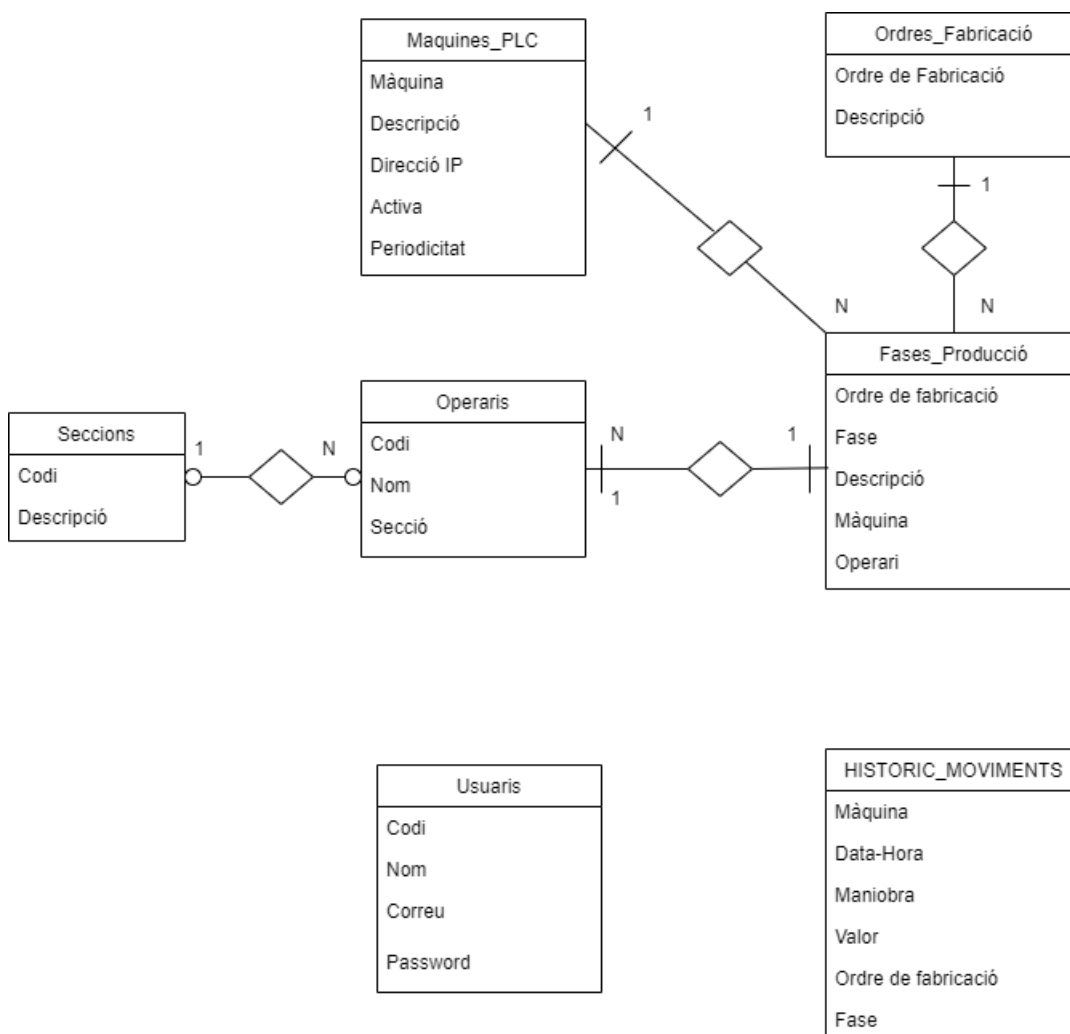 Maquines_PLC
Màquina
Descripció
Direcció IP
Activa
Periodicitat
1
Ordres_Fabricació
Ordre de Fabricació
Descripció
1
N
N
Fases_Producció
Ordre de fabricació
Fase
Descripció
Màquina
Operari
Seccions
Codi
Descripció
1
N
Operaris
Codi
Nom
Secció
N
1
1
Usuaris
Codi
Nom
Correu
Password
HISTORIC_MOVIMENTS
Màquina
Data-Hora
Maniobra
Valor
Ordre de fabricació
Fase